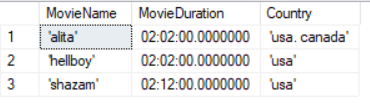 MovieName MovieDuration Country
1 'alita' 02:02:00.0000000 'usa. canada'
2 'hellboy' 02:02:00.0000000 'usa'
3 'shazam' 02:12:00.0000000 'usa'